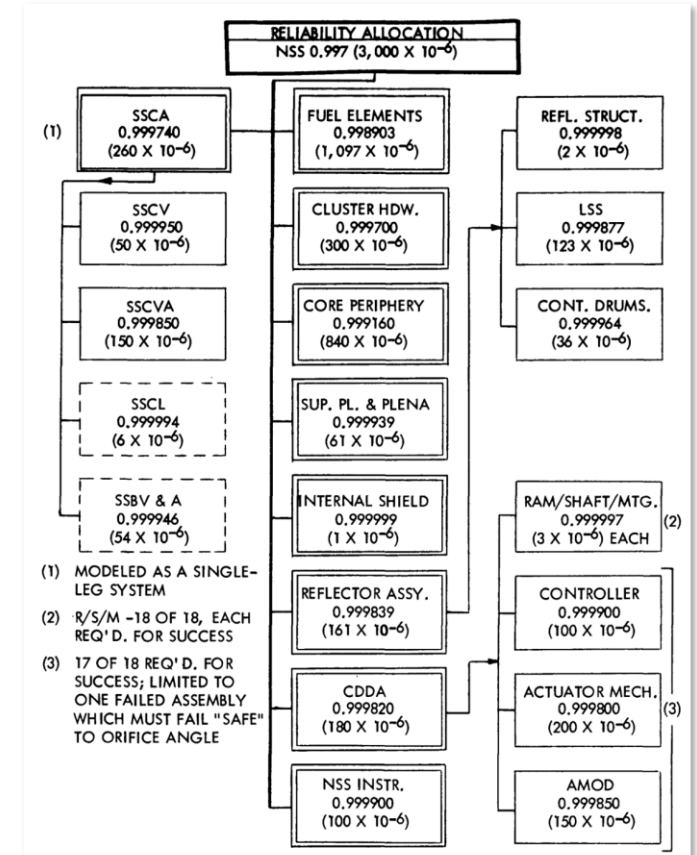 RELIABILITY ALLOCATION
NSS 0.997 (3,000 X 10⁻⁶)
(1)
SSCA
0.999740
(260 X 10⁻⁶)
SSCV
0.999950
(50 X 10⁻⁶)
SSCVA
0.999850
(150 X 10⁻⁶)
SSCL
0.999994
(6 X 10⁻⁶)
SSBV & A
0.999946
(54 X 10⁻⁶)
(1) MODELED AS A SINGLE-
LEG SYSTEM
(2) R/S/M -18 OF 18, EACH
REQ'D. FOR SUCCESS
(3) 17 OF 18 REQ'D. FOR
SUCCESS; LIMITED TO
ONE FAILED ASSEMBLY
WHICH MUST FAIL "SAFE"
TO ORIFICE ANGLE
FUEL ELEMENTS
0.998903
(1,097 X 10⁻⁶)
CLUSTER HDW.
0.999700
(300 X 10⁻⁶)
CORE PERIPHERY
0.999160
(840 X 10⁻⁶)
SUP. PL. & PLENA
0.999939
(61 X 10⁻⁶)
INTERNAL SHIELD
0.999999
(1 X 10⁻⁶)
REFLECTOR ASSY.
0.999839
(161 X 10⁻⁶)
CDDA
0.999820
(180 X 10⁻⁶)
NSS INSTR.
0.999900
(100 X 10⁻⁶)
REFL. STRUCT.
0.999998
(2 X 10⁻⁶)
LSS
0.999877
(123 X 10⁻⁶)
CONT. DRUMS.
0.999964
(36 X 10⁻⁶)
RAM/SHAFT/MTG.
0.999997
(3 X 10⁻⁶) EACH
(2)
CONTROLLER
0.999900
(100 X 10⁻⁶)
ACTUATOR MECH.
0.999800
(200 X 10⁻⁶)
(3)
AMOD
0.999850
(150 X 10⁻⁶)